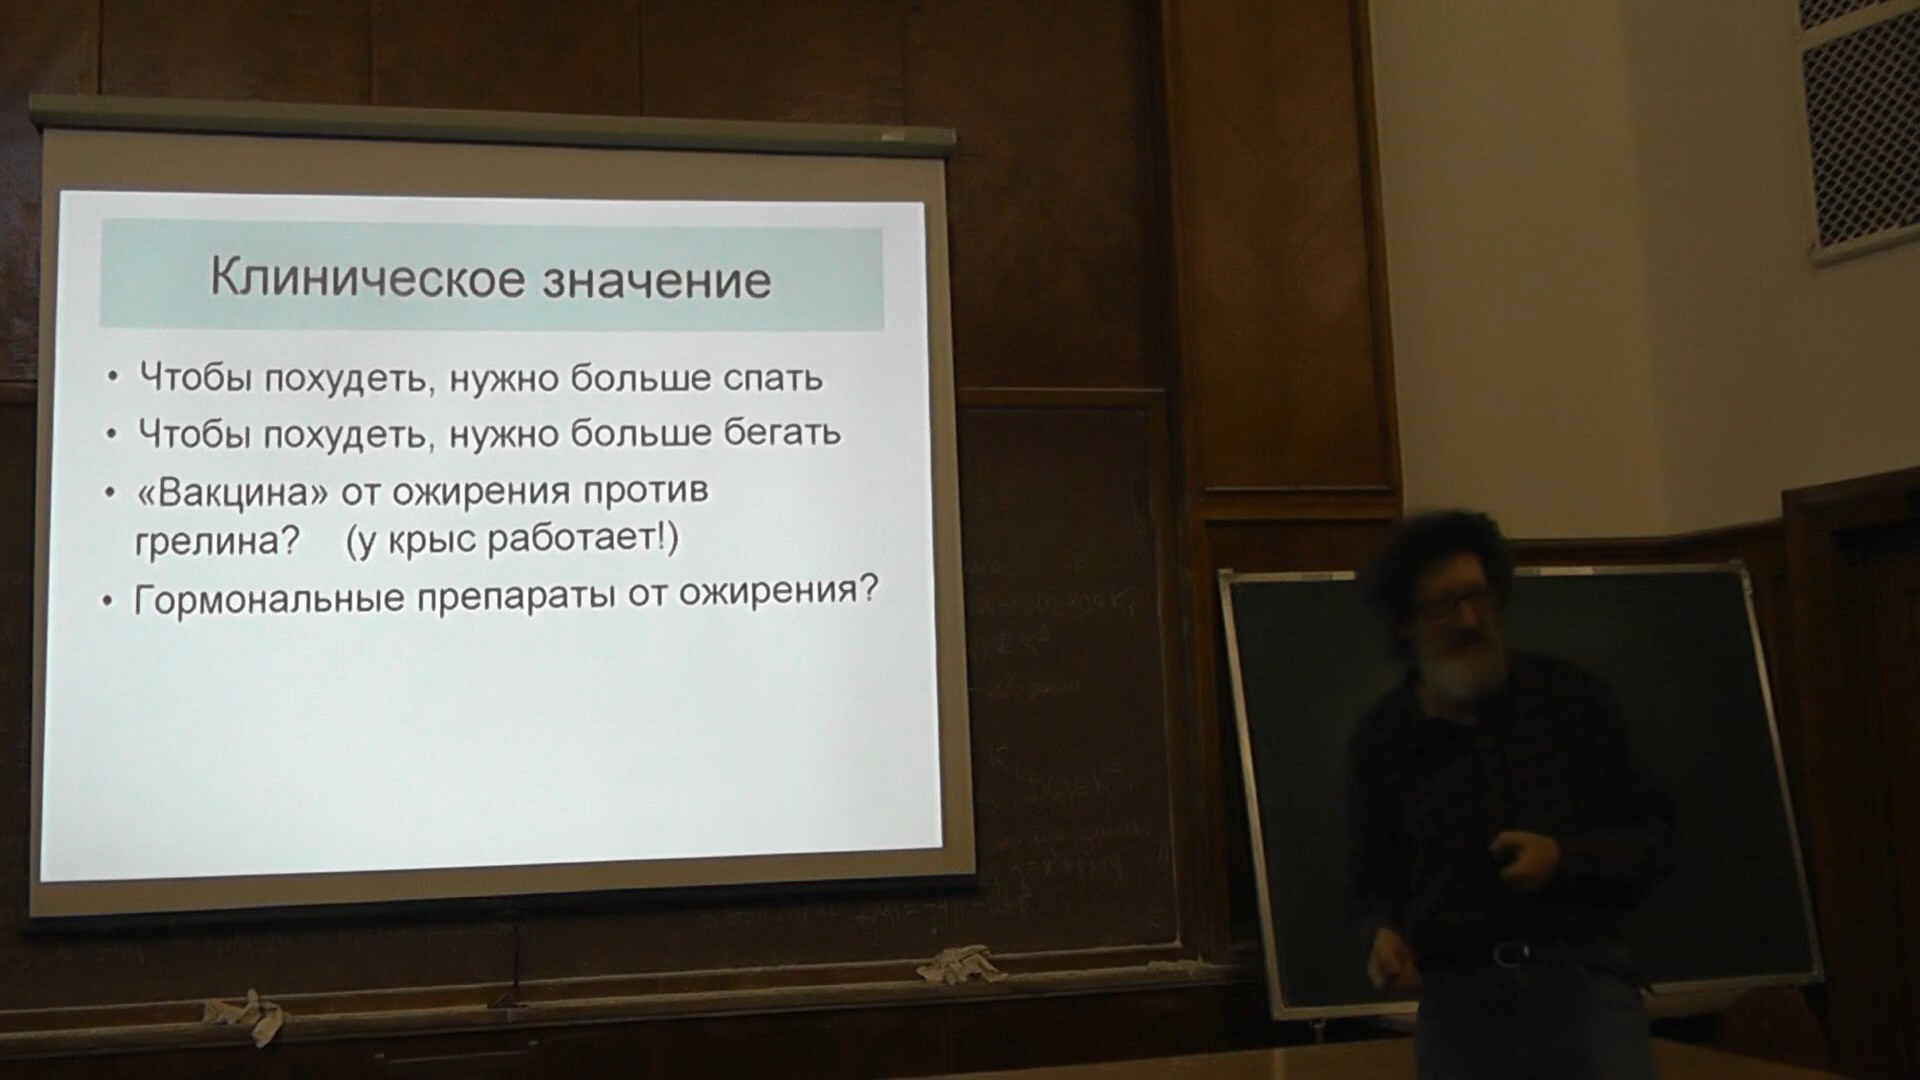 Клиническое значение
• Чтобы похудеть, нужно больше спать
• Чтобы похудеть, нужно больше бегать
• «Вакцина» от ожирения против
грелина? (у крыс работает!)
• Гормональные препараты от ожирения?